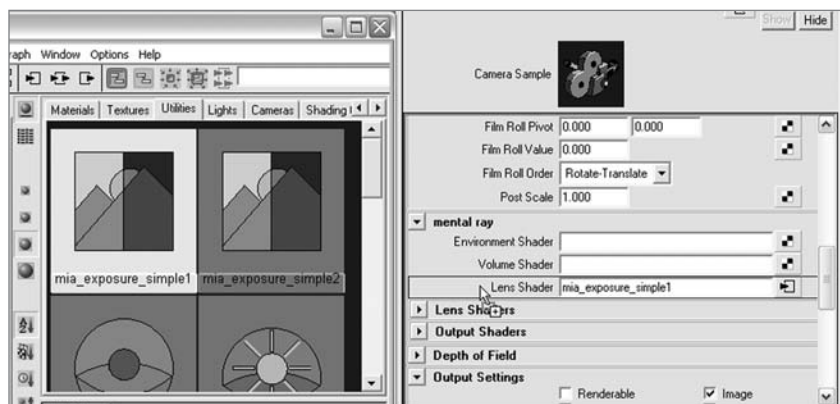 Show Hide
raph Window Options Help
Camera Sample
Materials Textures Utilities Lights Cameras Shading
Film Roll Pivot 0.000 0.000
Film Roll Value 0.000
Film Roll Order Rotate-Translate
Post Scale 1.000
mental ray
Environment Shader
Volume Shader
Lens Shader mia_exposure_simple1
mia_exposure_simple1 mia_exposure_simple2
Lens Shaders
Output Shaders
Depth of Field
Output Settings
Renderable Image